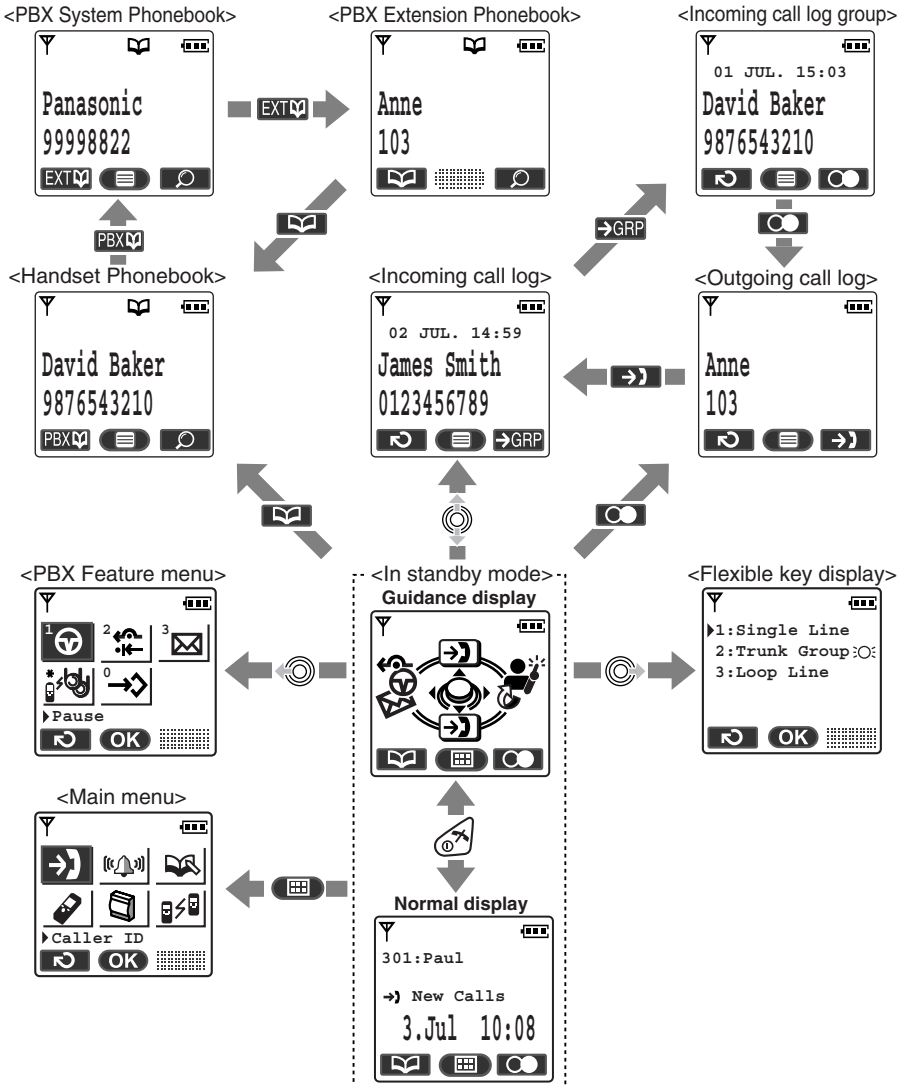 <PBX System Phonebook>
Panasonic
99998822
EXT
EXT
<PBX Extension Phonebook>
Anne
103
<Incoming call log group>
01 JUL. 15:03
David Baker
9876543210
PBX
<Handset Phonebook>
David Baker
9876543210
PBX
<Incoming call log>
02 JUL. 14:59
James Smith
0123456789
GRP
GRP
<Outgoing call log>
Anne
103
<PBX Feature menu>
1
2
3
*
0
Pause
OK
<In standby mode>
Guidance display
<Flexible key display>
1:Single Line
2:Trunk Group
3:Loop Line
OK
<Main menu>
Caller ID
OK
Normal display
301:Paul
New Calls
3.Jul 10:08